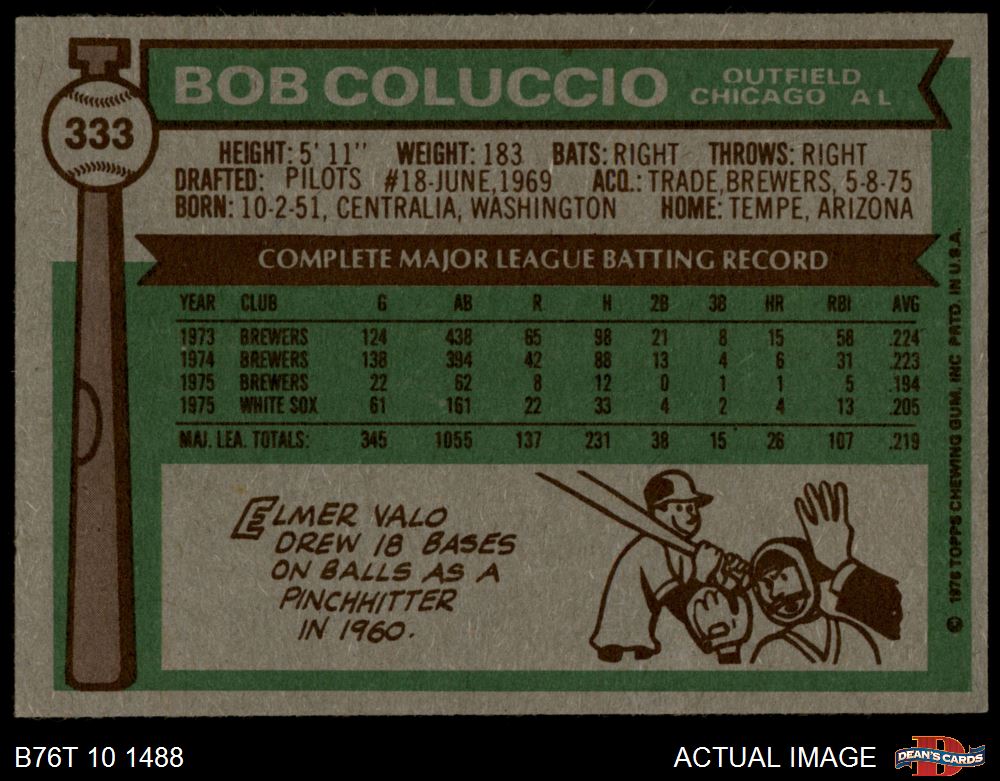 333
BOB COLUCCIO
OUTFIELD
CHICAGO A L
HEIGHT: 5' 11" WEIGHT: 183 BATS: RIGHT THROWS: RIGHT
DRAFTED: PILOTS #18-JUNE, 1969 ACQ.: TRADE, BREWERS, 5-8-75
BORN: 10-2-51, CENTRALIA, WASHINGTON HOME: TEMPE, ARIZONA
COMPLETE MAJOR LEAGUE BATTING RECORD
YEAR CLUB G AB R. H 2B 3B HR RBI AVG
1973 BREWERS 124 438 65 98 21 8 15 58 .224
1974 BREWERS 138 394 42 88 13 4 6 31 .223
1975 BREWERS 22 62 8 12 0 1 1 5 .194
1975 WHITE SOX 61 161 22 33 4 2 4 13 .205
MAJ. LEA. TOTALS: 345 1055 137 231 38 15 26 107 .219
ELMER VALO
DREW 18 BASES
ON BALLS AS A
PINCHHITTER
IN 1960.
© 1976 TOPPS CHEWING GUM, INC PRTD. IN U.S.A.
B76T 10 1488
ACTUAL IMAGE
D
DEAN'S CARDS